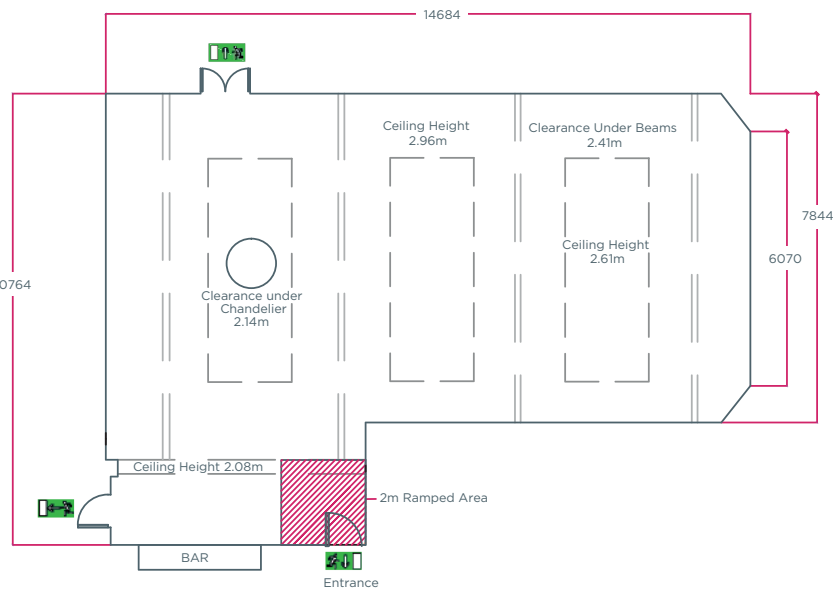 14684
Ceiling Height
2.96m
Clearance Under Beams
2.41m
7844
Ceiling Height
2.61m
6070
0764
Clearance under
Chandelier
2.14m
Ceiling Height 2.08m
2m Ramped Area
BAR
Entrance